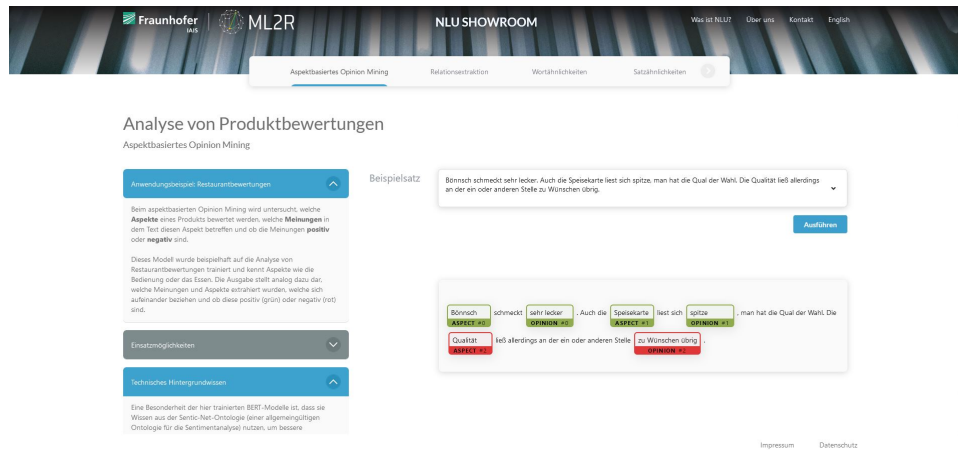 Fraunhofer
IAIS
ML2R
NLU SHOWROOM
Was ist NLU? Über uns Kontakt English
Aspektbasiertes Opinion Mining Relationsextraktion Wortähnlichkeiten Satzähnlichkeiten
Analyse von Produktbewertungen
Aspektbasiertes Opinion Mining
Anwendungsbeispiel: Restaurantbewertungen
Beim aspektbasierten Opinion Mining wird untersucht, welche
Aspekte eines Produkts bewertet werden, welche Meinungen in
dem Text diesen Aspekt betreffen und ob die Meinungen positiv
oder negativ sind.
Dieses Modell wurde beispielhaft auf die Analyse von
Restaurantbewertungen trainiert und kennt Aspekte wie die
Bedienung oder das Essen. Die Ausgabe stellt analog dazu dar,
welche Meinungen und Aspekte extrahiert wurden, welche sich
aufeinander beziehen und ob diese positiv (grün) oder negativ (rot)
sind.
Einsatzmöglichkeiten
Technisches Hintergrundwissen
Eine Besonderheit der hier trainierten BERT-Modelle ist, dass sie
Wissen aus der Sentic-Net-Ontologie (einer allgemeingültigen
Ontologie für die Sentimentanalyse) nutzen, um bessere
Beispielsatz
Bönnsch schmeckt sehr lecker. Auch die Speisekarte liest sich spitze, man hat die Qual der Wahl. Die Qualität ließ allerdings
an der ein oder anderen Stelle zu Wünschen übrig.
Ausführen
Bönnsch schmeckt sehr lecker . Auch die Speisekarte liest sich spitze , man hat die Qual der Wahl. Die
ASPECT #0 OPINION #0 ASPECT #1 OPINION #1
Qualität ließ allerdings an der ein oder anderen Stelle zu Wünschen übrig .
ASPECT #2 OPINION #2
Impressum Datenschutz